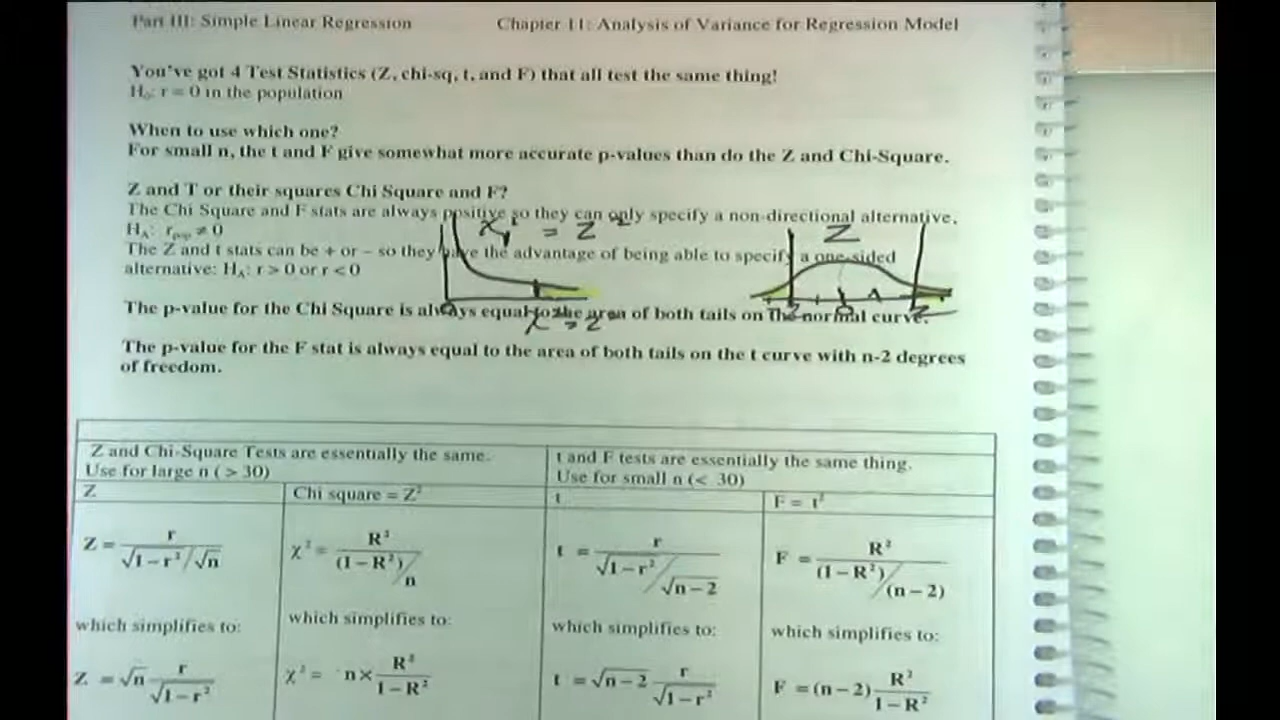 Part III: Simple Linear Regression Chapter 11: Analysis of Variance for Regression Model
You've got 4 Test Statistics (Z, chi-sq, t, and F) that all test the same thing!
H₀: r = 0 in the population
When to use which one?
For small n, the t and F give somewhat more accurate p-values than do the Z and Chi-Square.
Z and T or their squares Chi Square and F?
The Chi Square and F stats are always positive so they can only specify a non-directional alternative.
H_A: r_pop ≠ 0
χ₁² = Z²
Z
The Z and t stats can be + or – so they have the advantage of being able to specify a one-sided
alternative: H_A: r > 0 or r < 0
The p-value for the Chi Square is always equal to the area of both tails on the normal curve.
The p-value for the F stat is always equal to the area of both tails on the t curve with n-2 degrees
of freedom.
Z and Chi-Square Tests are essentially the same.
Use for large n ( > 30)
t and F tests are essentially the same thing.
Use for small n (< 30)
Z
Chi square = Z²
t
F = t²
Z = r / (√(1 – r²) / √n)
χ² = R² / ((1 – R²) / n)
t = r / (√(1 – r²) / √(n – 2))
F = R² / ((1 – R²) / (n – 2))
which simplifies to:
which simplifies to:
which simplifies to:
which simplifies to:
Z = √n r / √(1 – r²)
χ² = n × R² / (1 – R²)
t = √(n – 2) r / √(1 – r²)
F = (n – 2) R² / (1 – R²)